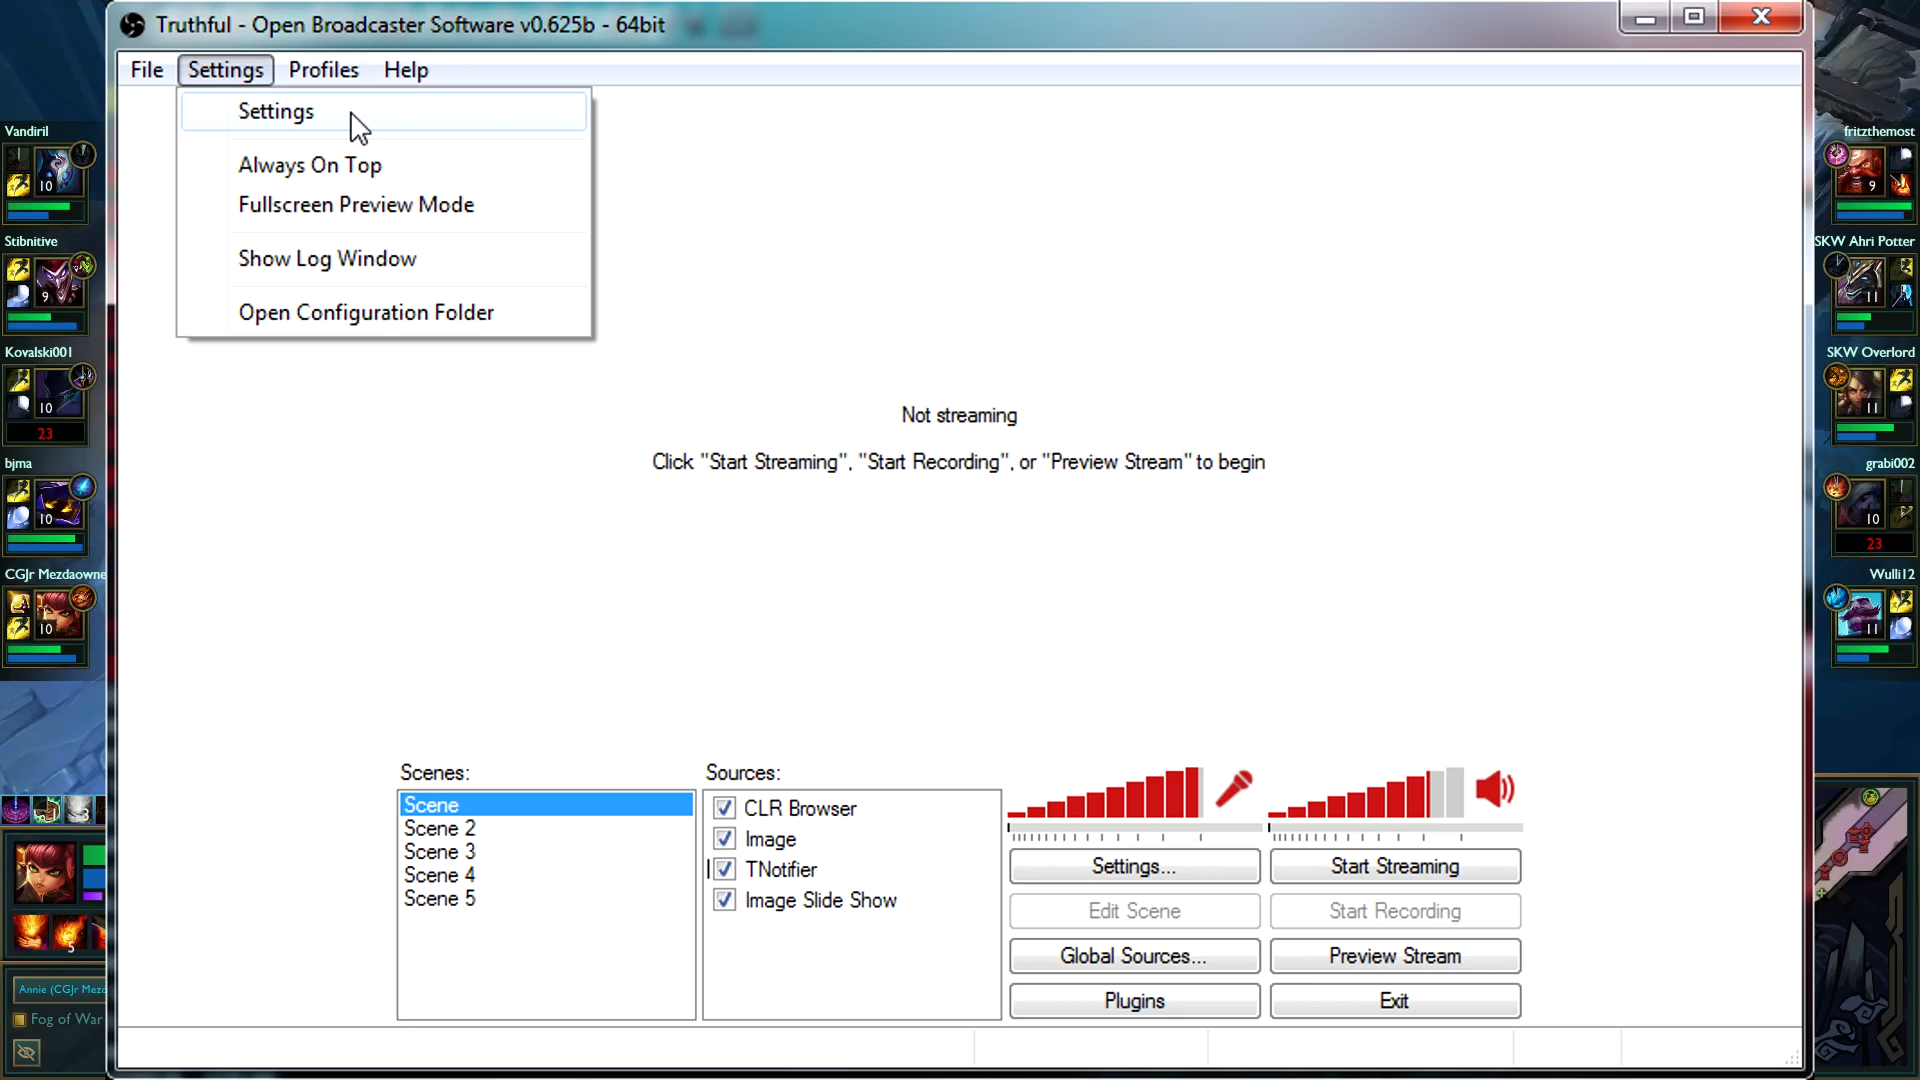 Truthful - Open Broadcaster Software v0.625b - 64bit
File Settings Profiles Help
Settings
Always On Top
Fullscreen Preview Mode
Show Log Window
Open Configuration Folder
Not streaming
Click "Start Streaming", "Start Recording", or "Preview Stream" to begin
Scenes:
Scene
Scene 2
Scene 3
Scene 4
Scene 5
Sources:
CLR Browser
Image
TNotifier
Image Slide Show
Settings...
Start Streaming
Edit Scene
Start Recording
Global Sources...
Preview Stream
Plugins
Exit
Vandiril
10
Stibnitive
9
Kovalski001
10
23
bjma
10
CGJr Mezdaowne
10
3
5
Annie (CGJr Mezd
Fog of War
fritzthemost
9
SKW Ahri Potter
11
SKW Overlord
11
grabi002
10
23
Wulli12
11